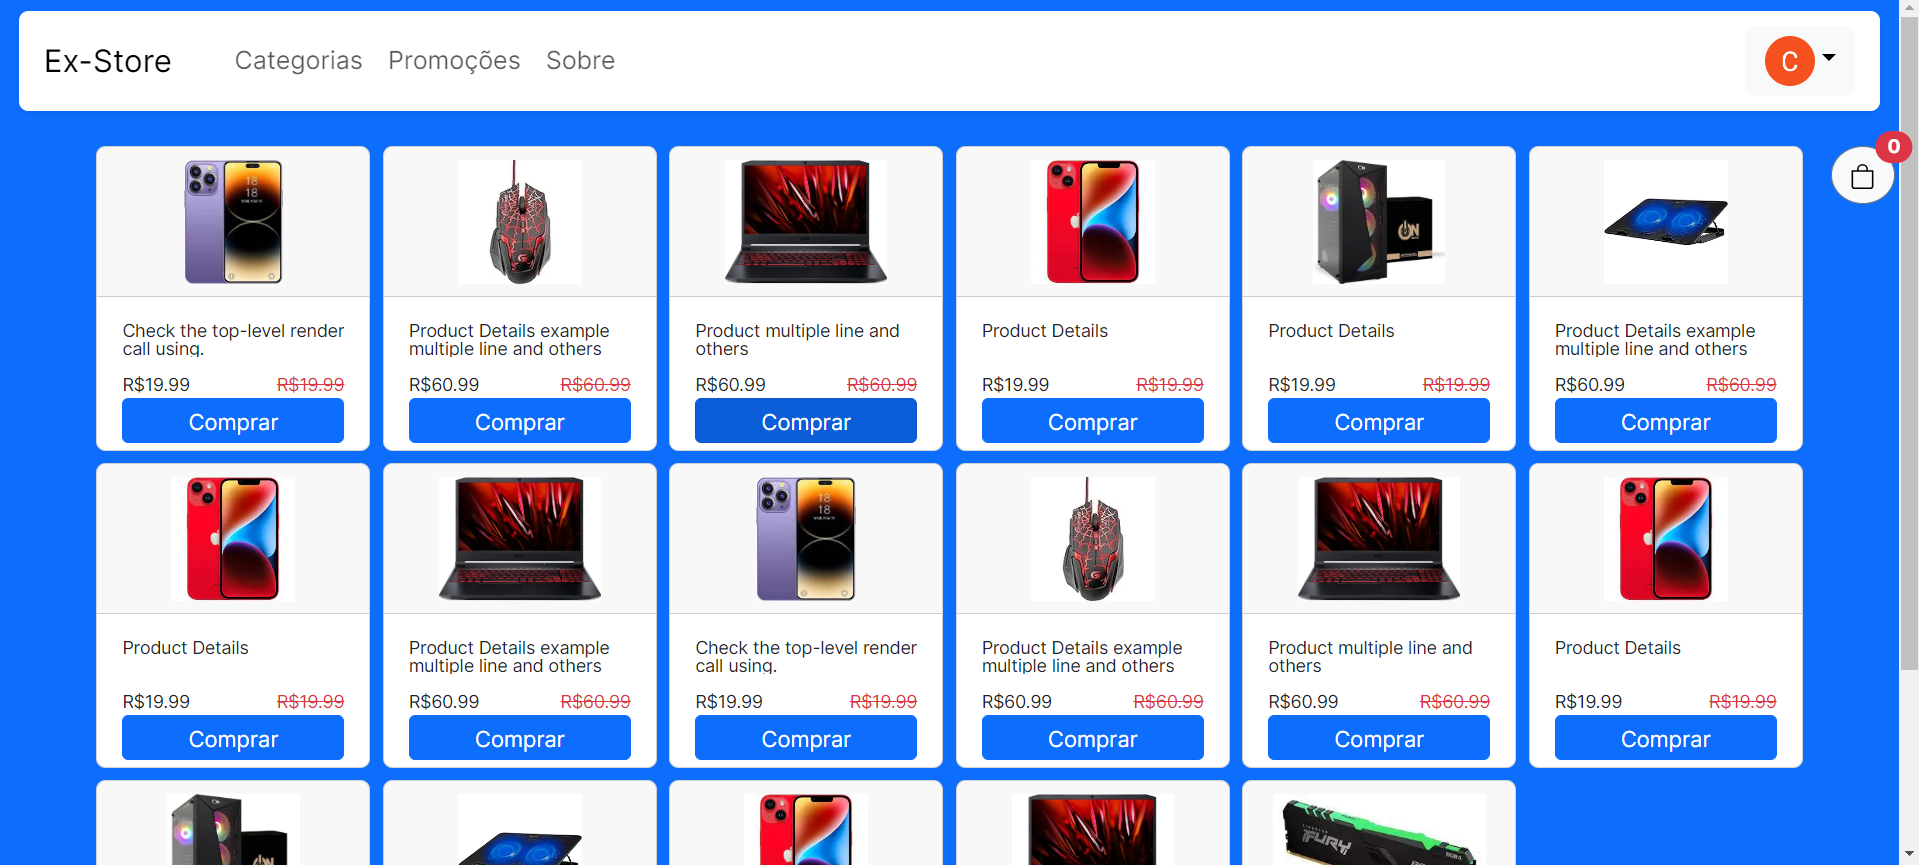 Ex-Store
Categorias
Promoções
Sobre
C
0
Check the top-level render
call using.
R$19.99 R$19.99
Comprar
Product Details example
multiple line and others
R$60.99 R$60.99
Comprar
Product multiple line and
others
R$60.99 R$60.99
Comprar
Product Details
R$19.99 R$19.99
Comprar
Product Details
R$19.99 R$19.99
Comprar
Product Details example
multiple line and others
R$60.99 R$60.99
Comprar
Product Details
R$19.99 R$19.99
Comprar
Product Details example
multiple line and others
R$60.99 R$60.99
Comprar
Check the top-level render
call using.
R$19.99 R$19.99
Comprar
Product Details example
multiple line and others
R$60.99 R$60.99
Comprar
Product multiple line and
others
R$60.99 R$60.99
Comprar
Product Details
R$19.99 R$19.99
Comprar
FURY